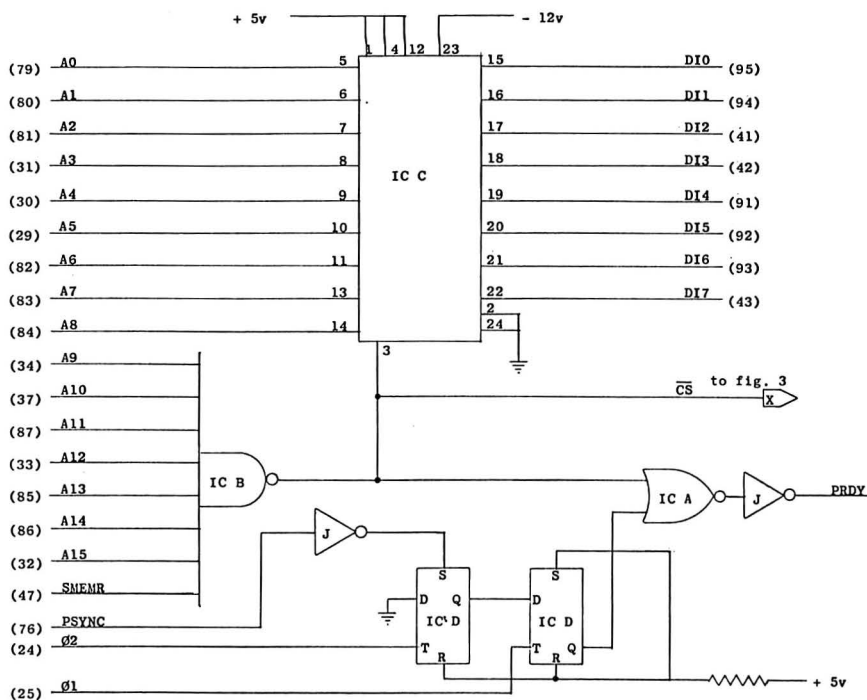 + 5v - 12v
1 4 12 23
(79) A0 5 15 DI0 (95)
(80) A1 6 16 DI1 (94)
(81) A2 7 17 DI2 (41)
(31) A3 8 18 DI3 (42)
IC C
(30) A4 9 19 DI4 (91)
(29) A5 10 20 DI5 (92)
(82) A6 11 21 DI6 (93)
(83) A7 13 22 DI7 (43)
2
(84) A8 14 24
3
(34) A9
(37) A10 CS to fig. 3 X
(87) A11
(33) A12
IC B IC A J PRDY
(85) A13
(86) A14 J
(32) A15
S S
(47) SMEMR D Q D
IC D IC D
(76) PSYNC
(24) Ø2 T T Q
R R
(25) Ø1 + 5v